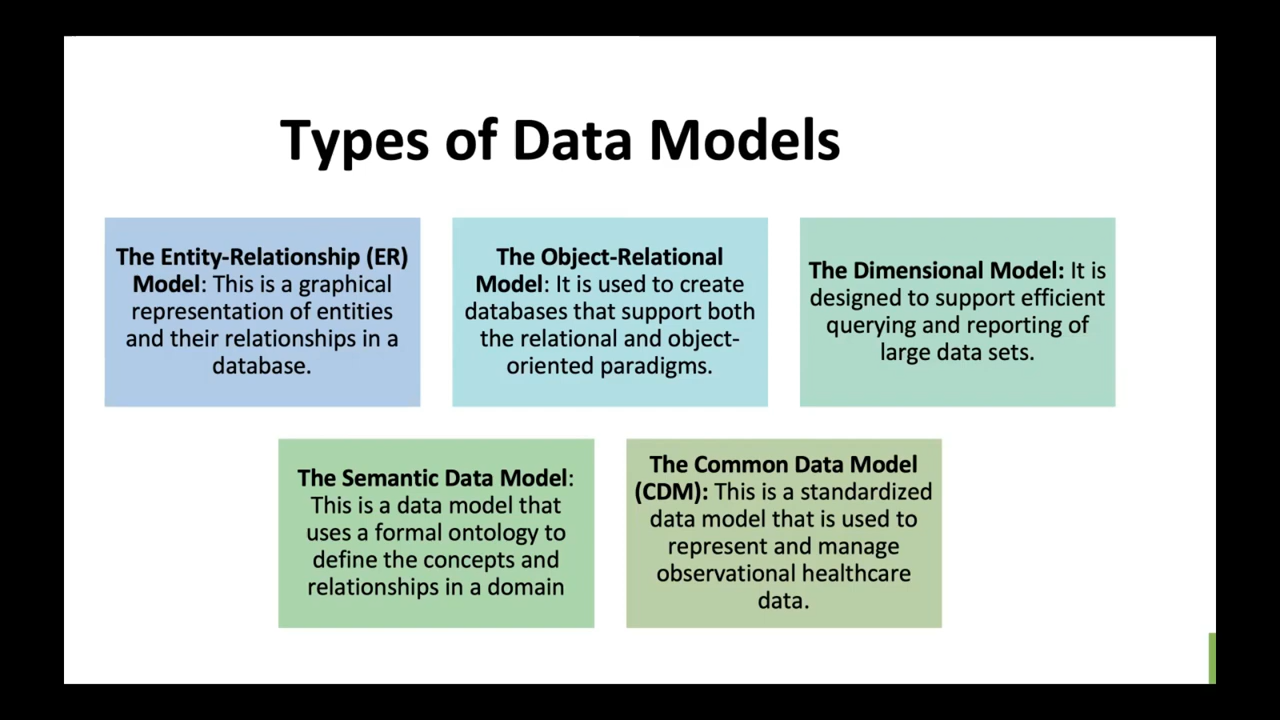 Types of Data Models
The Entity-Relationship (ER)
Model: This is a graphical
representation of entities
and their relationships in a
database.
The Object-Relational
Model: It is used to create
databases that support both
the relational and object-
oriented paradigms.
The Dimensional Model: It is
designed to support efficient
querying and reporting of
large data sets.
The Semantic Data Model:
This is a data model that
uses a formal ontology to
define the concepts and
relationships in a domain
The Common Data Model
(CDM): This is a standardized
data model that is used to
represent and manage
observational healthcare
data.